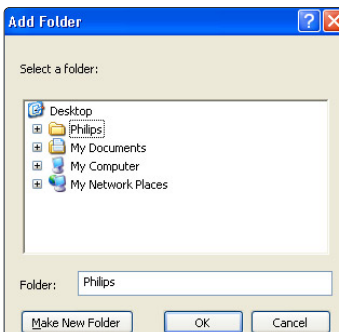 Add Folder
Select a folder:
Desktop
Philips
My Documents
My Computer
My Network Places
Folder: Philips
Make New Folder OK Cancel